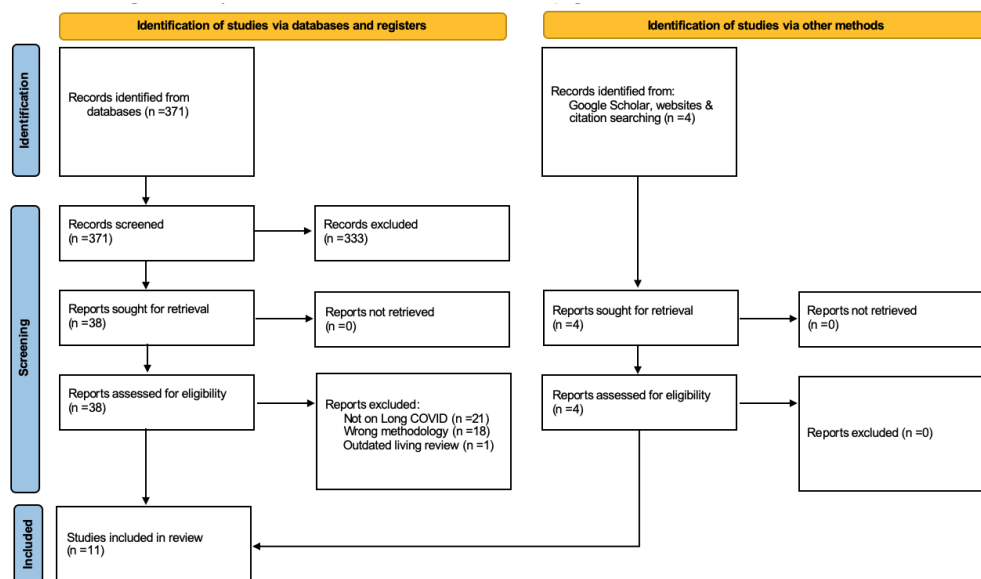 Identification of studies via databases and registers
Identification of studies via other methods
Identification
Records identified from
databases (n =371)
Records identified from:
Google Scholar, websites &
citation searching (n =4)
Screening
Records screened
(n =371)
Records excluded
(n =333)
Reports sought for retrieval
(n =38)
Reports not retrieved
(n =0)
Reports sought for retrieval
(n =4)
Reports not retrieved
(n =0)
Reports assessed for eligibility
(n =38)
Reports excluded:
Not on Long COVID (n =21)
Wrong methodology (n =18)
Outdated living review (n =1)
Reports assessed for eligibility
(n =4)
Reports excluded (n =0)
Included
Studies included in review
(n =11)